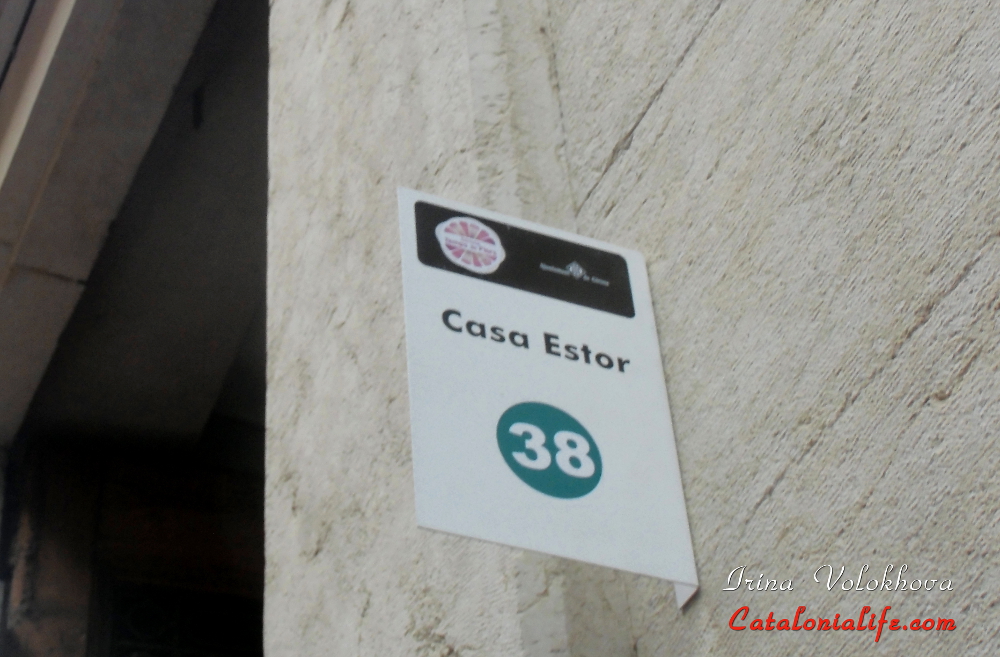 Casa Estor
38
Irina Volokhova
Catalonialife.com